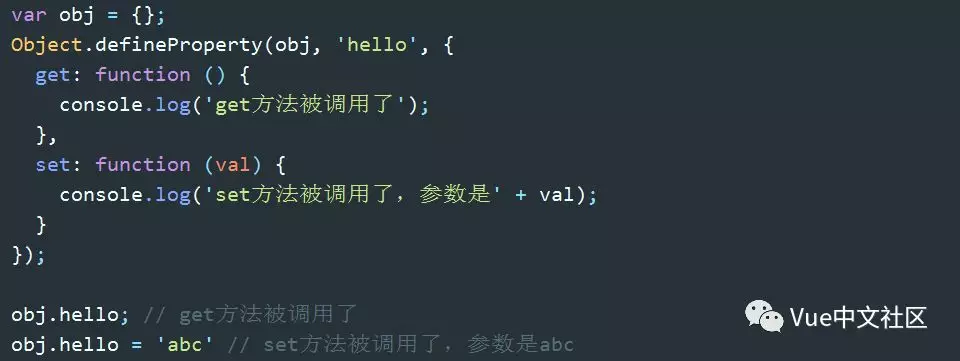 var obj = {};
Object.defineProperty(obj, 'hello', {
  get: function () {
    console.log('get方法被调用了');
  },
  set: function (val) {
    console.log('set方法被调用了，参数是' + val);
  }
});

obj.hello; // get方法被调用了
obj.hello = 'abc' // set方法被调用了，参数是abc
Vue中文社区